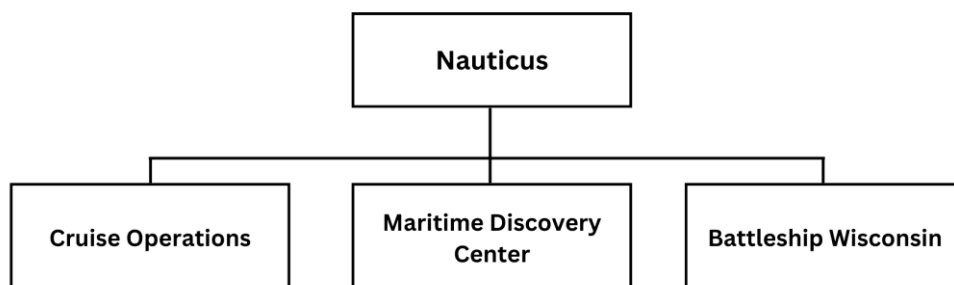 Nauticus
Cruise Operations
Maritime Discovery
Center
Battleship Wisconsin